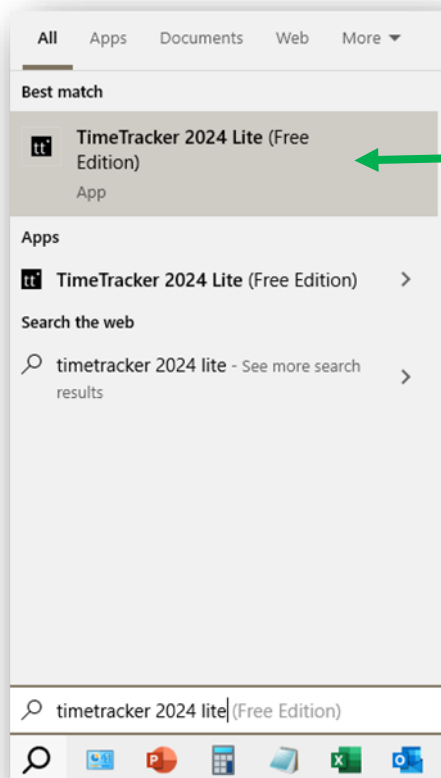 All Apps Documents Web More
Best match
tt
TimeTracker 2024 Lite (Free
Edition)
App
Apps
tt TimeTracker 2024 Lite (Free Edition)
Search the web
timetracker 2024 lite - See more search
results
timetracker 2024 lite (Free Edition)
P X O